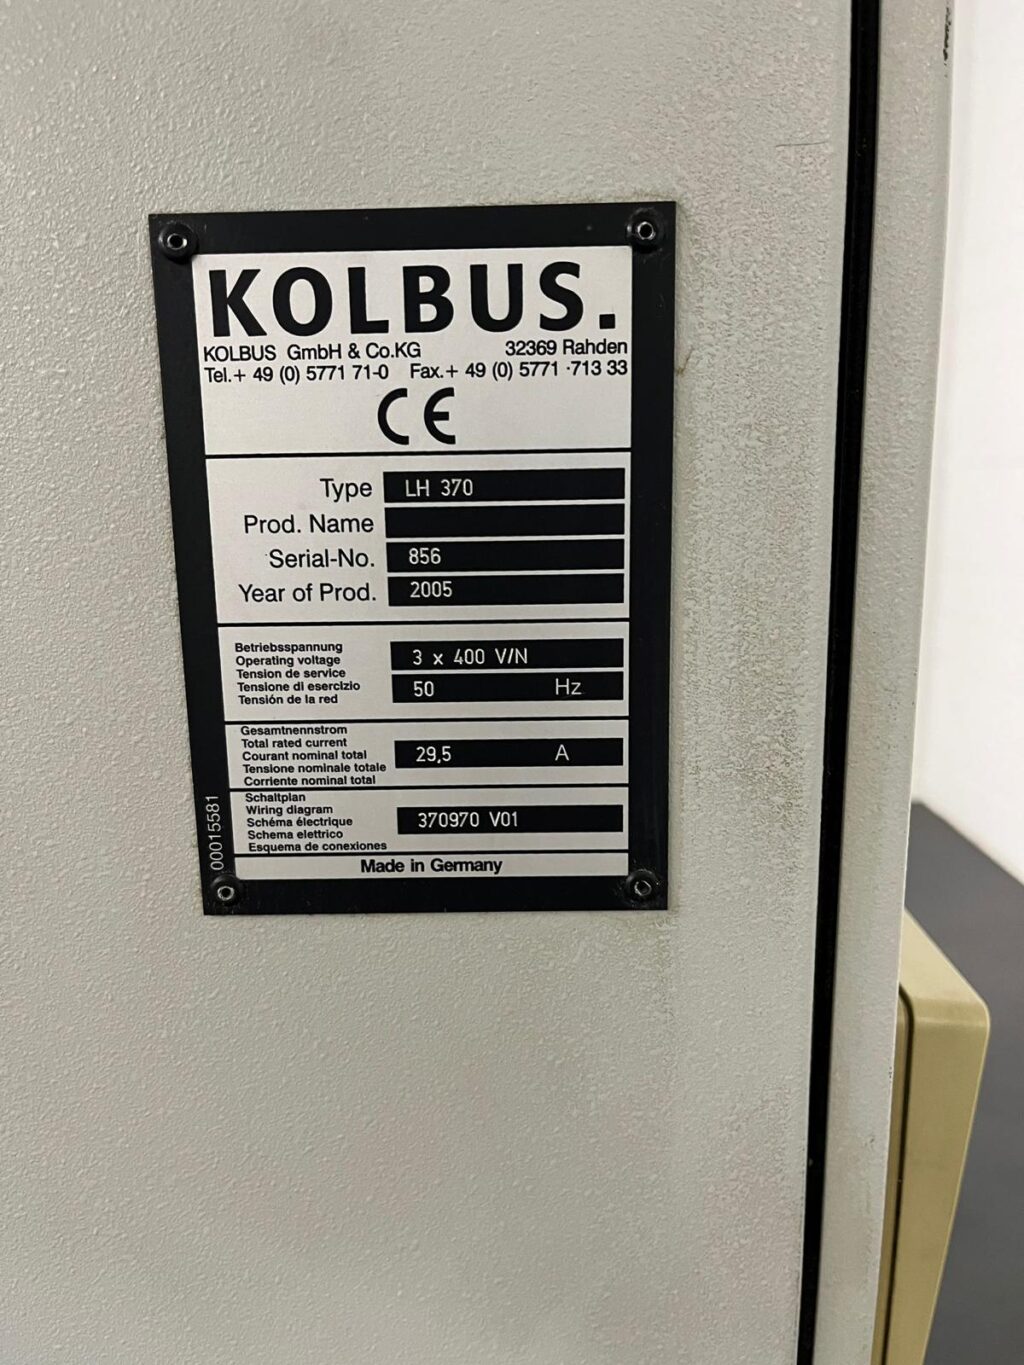 KOLBUS.
KOLBUS GmbH & Co.KG 32369 Rahden
Tel.+ 49 (0) 5771 71-0 Fax.+ 49 (0) 5771 ·713 33
CE
Type LH 370
Prod. Name
Serial-No. 856
Year of Prod. 2005
Betriebsspannung
Operating voltage
Tension de service
Tensione di esercizio
Tensión de la red
3 x 400 V/N
50 Hz
Gesamtnennstrom
Total rated current
Courant nominal total
Tensione nominale totale
Corriente nominal total
29,5 A
Schaltplan
Wiring diagram
Schéma électrique
Schema elettrico
Esquema de conexiones
370970 V01
Made in Germany
00015581